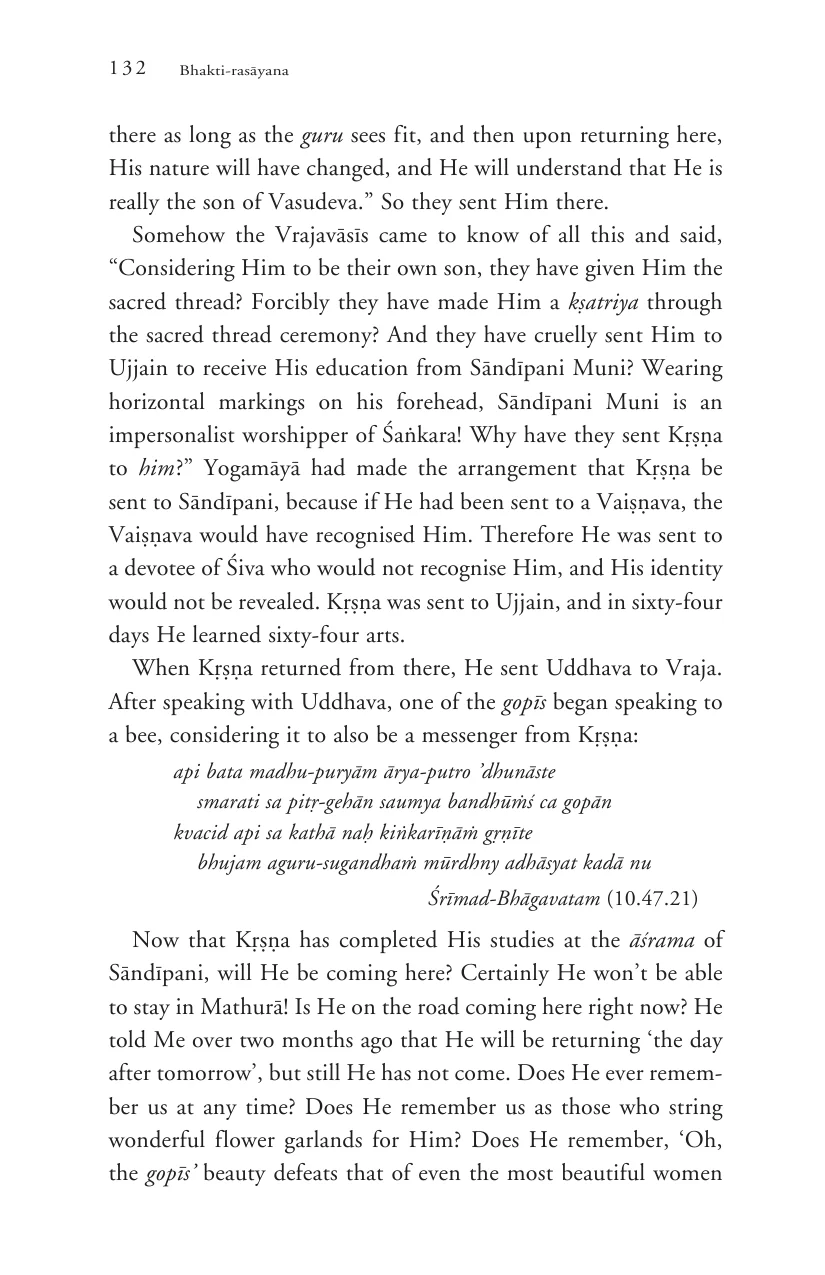 132 Bhakti-rasāyana
there as long as the guru sees fit, and then upon returning here,
His nature will have changed, and He will understand that He is
really the son of Vasudeva.” So they sent Him there.
Somehow the Vrajavāsīs came to know of all this and said,
“Considering Him to be their own son, they have given Him the
sacred thread? Forcibly they have made Him a kṣatriya through
the sacred thread ceremony? And they have cruelly sent Him to
Ujjain to receive His education from Sāndīpani Muni? Wearing
horizontal markings on his forehead, Sāndīpani Muni is an
impersonalist worshipper of Śaṅkara! Why have they sent Kṛṣṇa
to him?” Yogamāyā had made the arrangement that Kṛṣṇa be
sent to Sāndīpani, because if He had been sent to a Vaiṣṇava, the
Vaiṣṇava would have recognised Him. Therefore He was sent to
a devotee of Śiva who would not recognise Him, and His identity
would not be revealed. Kṛṣṇa was sent to Ujjain, and in sixty-four
days He learned sixty-four arts.
When Kṛṣṇa returned from there, He sent Uddhava to Vraja.
After speaking with Uddhava, one of the gopīs began speaking to
a bee, considering it to also be a messenger from Kṛṣṇa:
api bata madhu-puryām ārya-putro ’dhunāste
smarati sa pitṛ-gehān saumya bandhūṁś ca gopān
kvacid api sa kathā naḥ kiṅkarīṇāṁ gṛṇīte
bhujam aguru-sugandhaṁ mūrdhny adhāsyat kadā nu
Śrīmad-Bhāgavatam (10.47.21)
Now that Kṛṣṇa has completed His studies at the āśrama of
Sāndīpani, will He be coming here? Certainly He won’t be able
to stay in Mathurā! Is He on the road coming here right now? He
told Me over two months ago that He will be returning ‘the day
after tomorrow’, but still He has not come. Does He ever remem-
ber us at any time? Does He remember us as those who string
wonderful flower garlands for Him? Does He remember, ‘Oh,
the gopīs’ beauty defeats that of even the most beautiful women